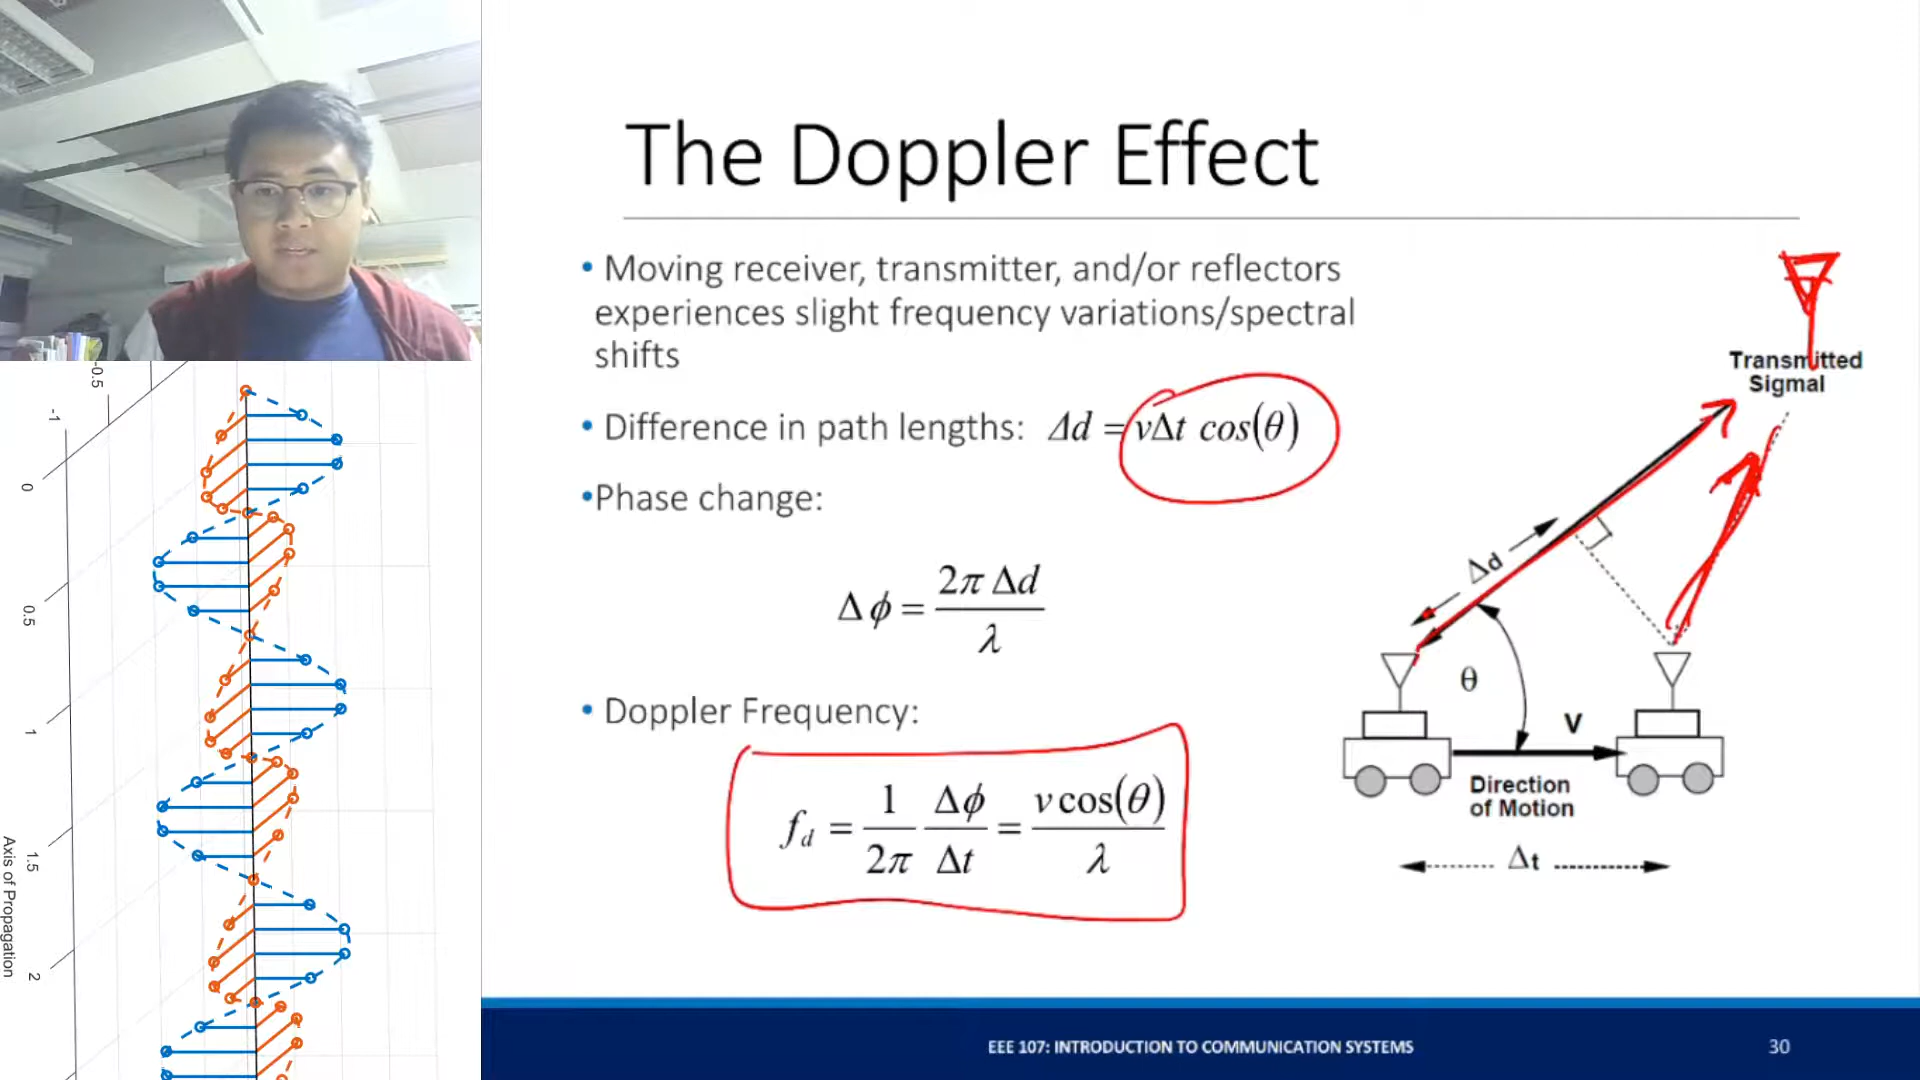 The Doppler Effect
• Moving receiver, transmitter, and/or reflectors
experiences slight frequency variations/spectral
shifts
• Difference in path lengths: Δd = vΔt cos(θ)
•Phase change:
Δϕ = 2π Δd / λ
• Doppler Frequency:
f_d = 1/2π Δϕ/Δt = v cos(θ)/λ
Transmitted
Sigmal
Δd
θ
V
Direction
of Motion
Δt
-1
-0.5
0
0.5
1
1.5
2
Axis of Propagation
EEE 107: INTRODUCTION TO COMMUNICATION SYSTEMS
30